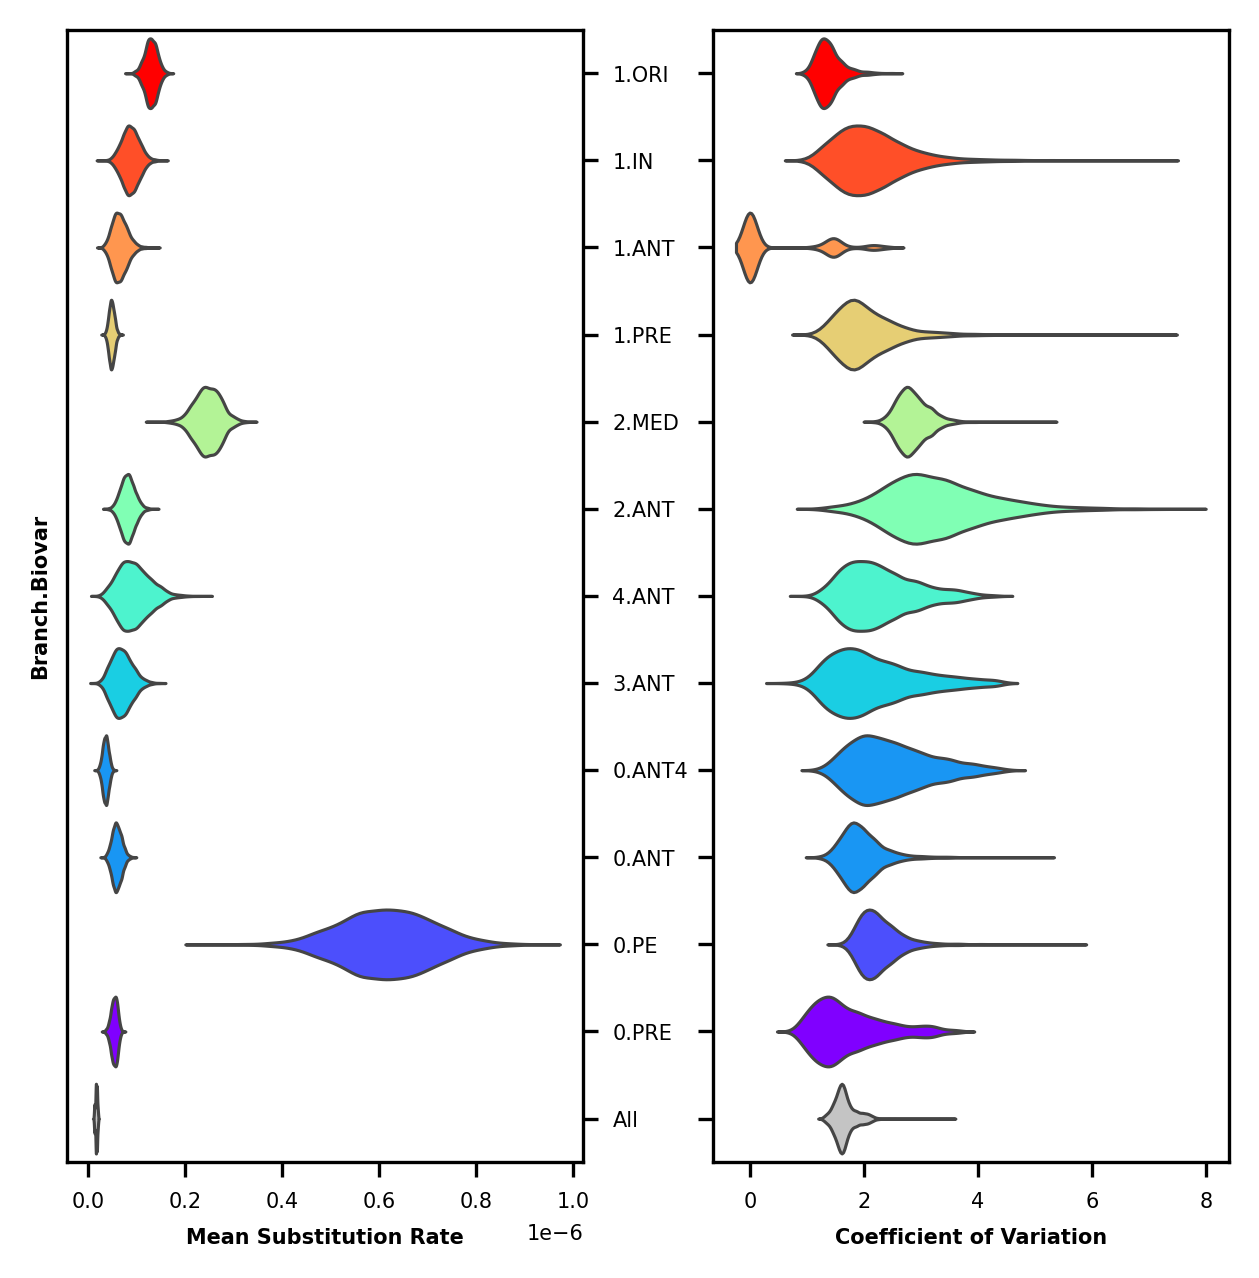 Branch.Biovar
1.ORI
1.IN
1.ANT
1.PRE
2.MED
2.ANT
4.ANT
3.ANT
0.ANT4
0.ANT
0.PE
0.PRE
All
0.0 0.2 0.4 0.6 0.8 1.0
1e−6
Mean Substitution Rate
0 2 4 6 8
Coefficient of Variation